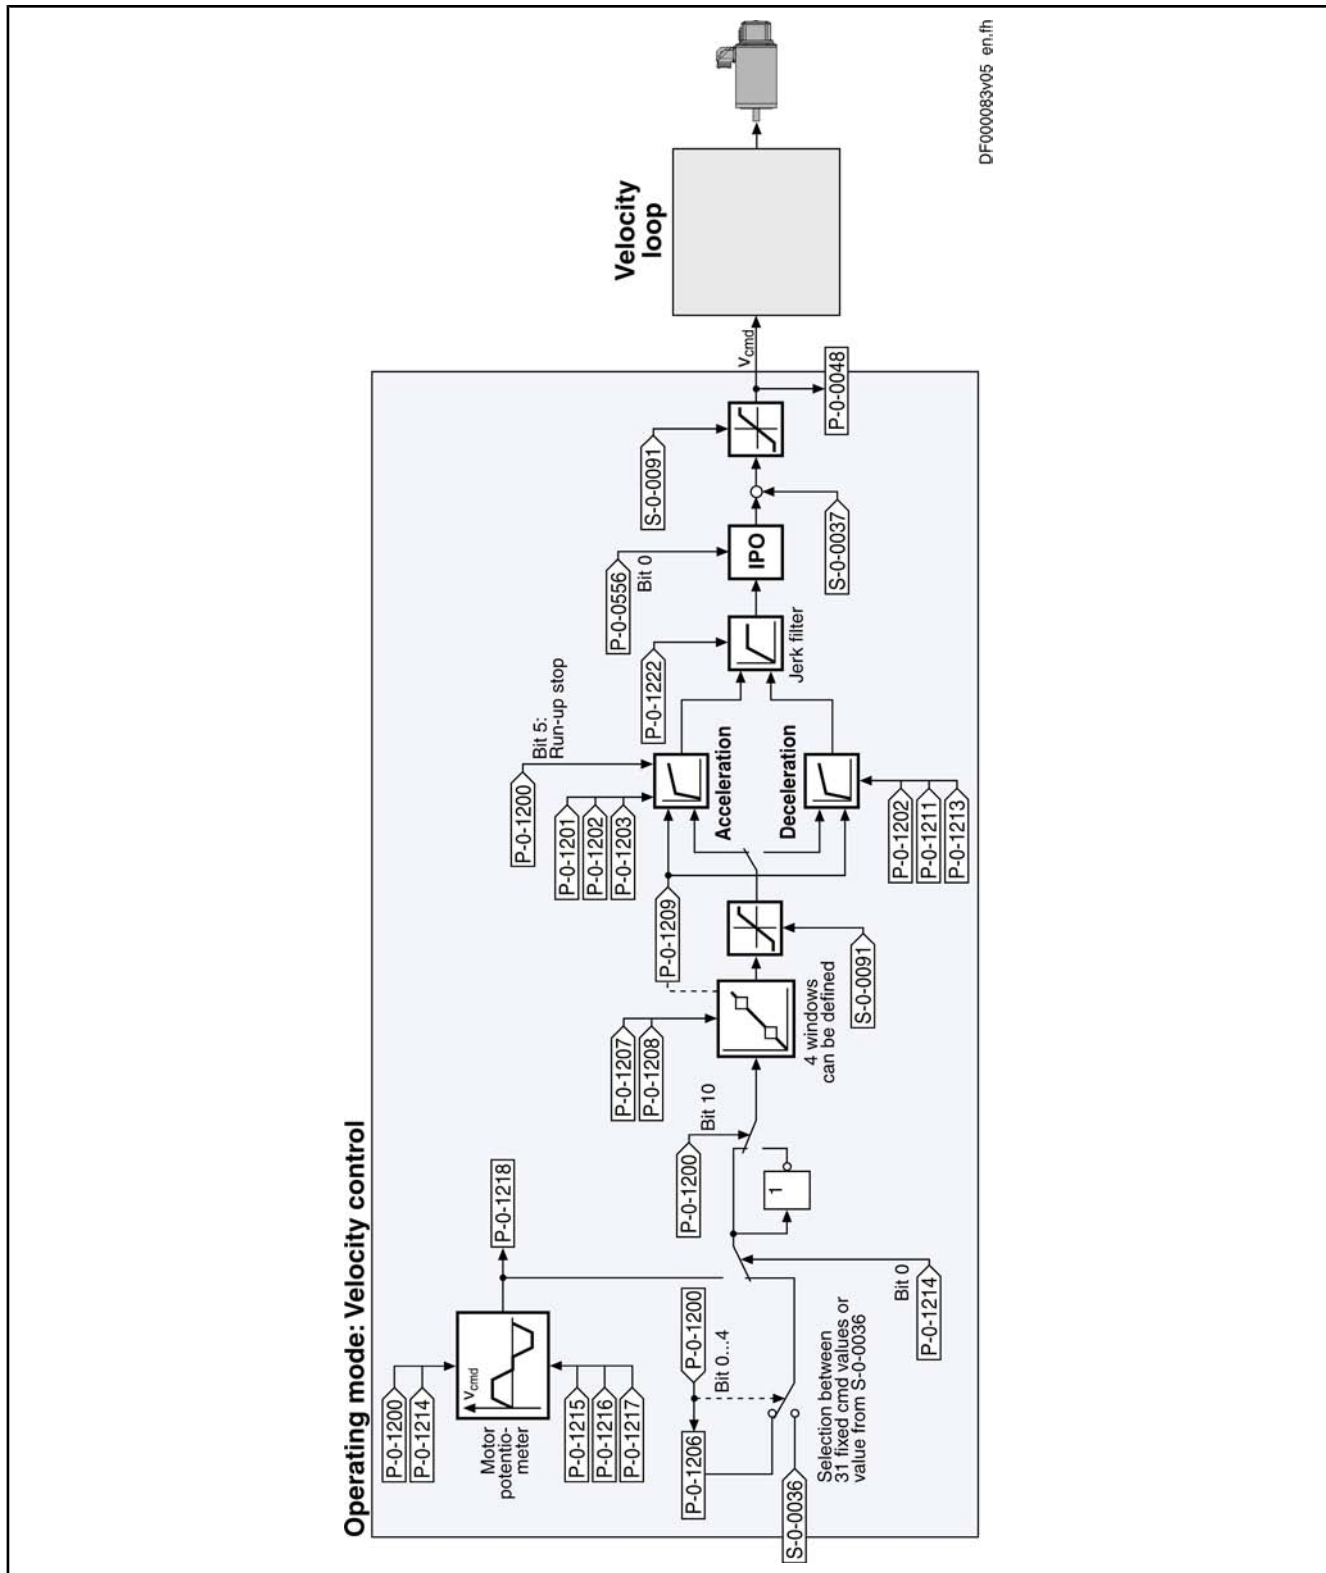 Operating mode: Velocity control
P-0-1200
P-0-1214
vcmd
P-0-1215
P-0-1216
P-0-1217
Motor
potentio-
meter
P-0-1218
P-0-1206
P-0-1200
Bit 0...4
S-0-0036
Selection between
31 fixed cmd values or
value from S-0-0036
Bit 0
P-0-1214
1
P-0-1200
Bit 10
P-0-1207
P-0-1208
4 windows
can be defined
P-0-1209
S-0-0091
P-0-1200
Bit 5:
Run-up stop
P-0-1201
P-0-1202
P-0-1203
Acceleration
Deceleration
P-0-1202
P-0-1211
P-0-1213
P-0-1222
Jerk filter
P-0-0556
Bit 0
IPO
S-0-0037
S-0-0091
P-0-0048
vcmd
Velocity
loop
DF000083v05_en.fh